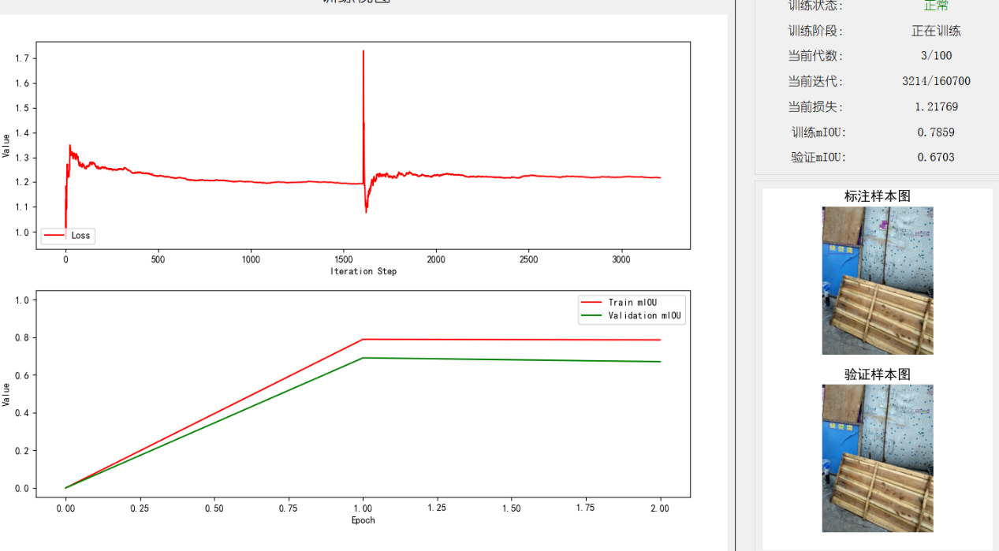 训练视图
1.7
1.6
1.5
1.4
1.3
1.2
1.1
1.0
Value
Loss
0
500
1000
1500
2000
2500
3000
Iteration Step
1.0
0.8
0.6
0.4
0.2
0.0
Value
Train mIOU
Validation mIOU
0.00
0.25
0.50
0.75
1.00
1.25
1.50
1.75
2.00
Epoch
训练状态: 正常
训练阶段: 正在训练
当前代数: 3/100
当前迭代: 3214/160700
当前损失: 1.21769
训练mIOU: 0.7859
验证mIOU: 0.6703
标注样本图
验证样本图